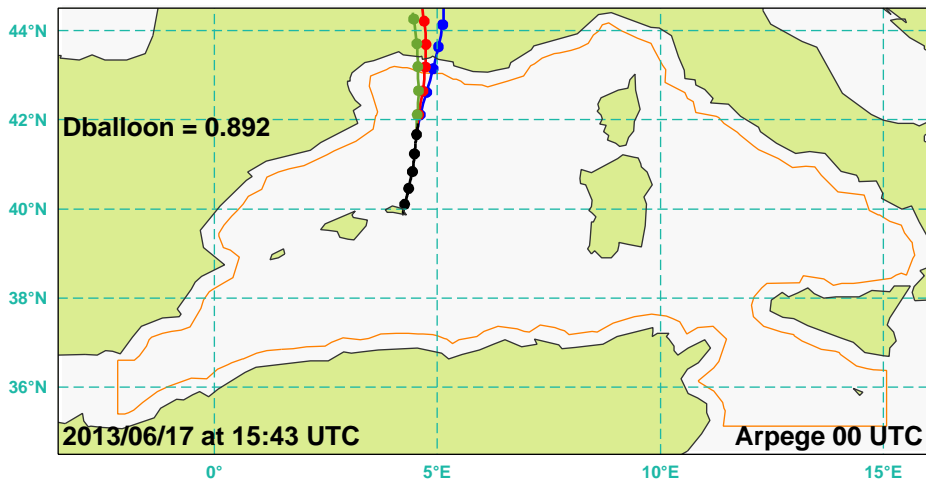 44°N
42°N
Dballoon = 0.892
40°N
38°N
36°N
2013/06/17 at 15:43 UTC
Arpege 00 UTC
0°
5°E
10°E
15°E